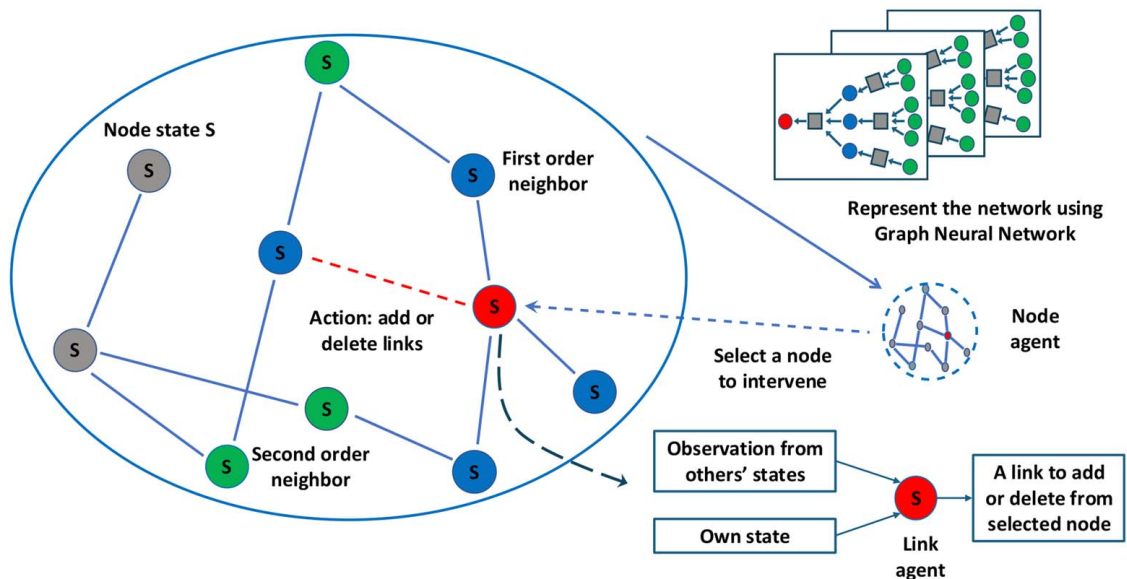 S
Node state S
S
S
First order
neighbor
S
S
S
Action: add or
delete links
S
S
S
Second order
neighbor
S
S
Represent the network using
Graph Neural Network
Node
agent
Select a node
to intervene
Observation from
others' states
Own state
S
Link
agent
A link to add
or delete from
selected node